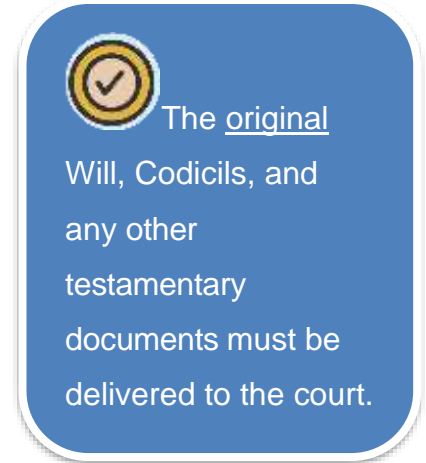 The original
Will, Codicils, and
any other
testamentary
documents must be
delivered to the court.